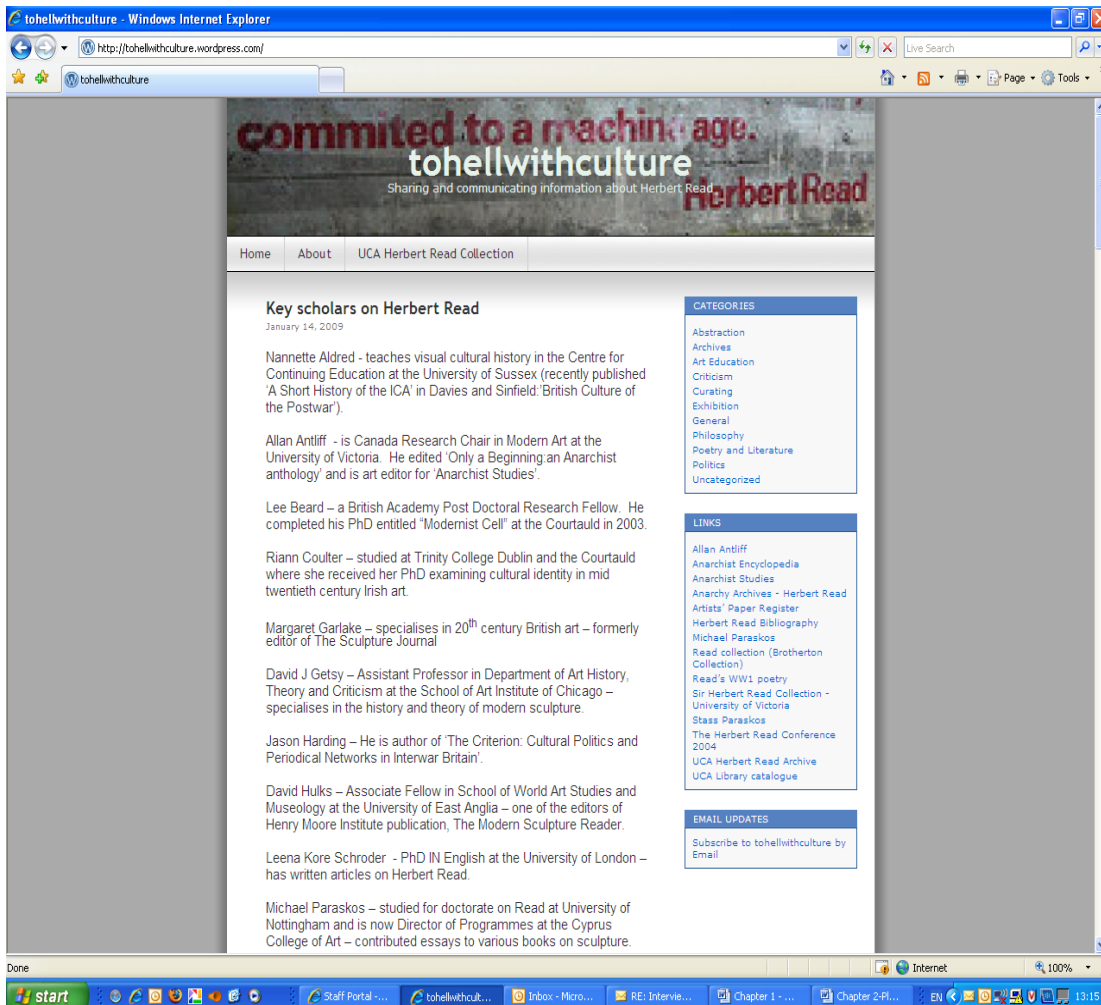 tohellwithculture - Windows Internet Explorer
http://tohellwithculture.wordpress.com/
Live Search
tohellwithculture
Page
Tools
commited to a machine age.
tohellwithculture
Sharing and communicating information about Herbert Read
Herbert Read
Home
About
UCA Herbert Read Collection
Key scholars on Herbert Read
January 14, 2009
Nannette Aldred - teaches visual cultural history in the Centre for
Continuing Education at the University of Sussex (recently published
‘A Short History of the ICA’ in Davies and Sinfield:’British Culture of
the Postwar’).
Allan Antliff  - is Canada Research Chair in Modern Art at the
University of Victoria.  He edited ‘Only a Beginning:an Anarchist
anthology’ and is art editor for ‘Anarchist Studies’.
Lee Beard – a British Academy Post Doctoral Research Fellow.  He
completed his PhD entitled “Modernist Cell” at the Courtauld in 2003.
Riann Coulter – studied at Trinity College Dublin and the Courtauld
where she received her PhD examining cultural identity in mid
twentieth century Irish art.
Margaret Garlake – specialises in 20th century British art – formerly
editor of The Sculpture Journal
David J Getsy – Assistant Professor in Department of Art History,
Theory and Criticism at the School of Art Institute of Chicago –
specialises in the history and theory of modern sculpture.
Jason Harding – He is author of ‘The Criterion: Cultural Politics and
Periodical Networks in Interwar Britain’.
David Hulks – Associate Fellow in School of World Art Studies and
Museology at the University of East Anglia – one of the editors of
Henry Moore Institute publication, The Modern Sculpture Reader.
Leena Kore Schroder  - PhD IN English at the University of London –
has written articles on Herbert Read.
Michael Paraskos – studied for doctorate on Read at University of
Nottingham and is now Director of Programmes at the Cyprus
College of Art – contributed essays to various books on sculpture.
CATEGORIES
Abstraction
Archives
Art Education
Criticism
Curating
Exhibition
General
Philosophy
Poetry and Literature
Politics
Uncategorized
LINKS
Allan Antliff
Anarchist Encyclopedia
Anarchist Studies
Anarchy Archives - Herbert Read
Artists' Paper Register
Herbert Read Bibliography
Michael Paraskos
Read collection (Brotherton
Collection)
Read's WW1 poetry
Sir Herbert Read Collection -
University of Victoria
Stass Paraskos
The Herbert Read Conference
2004
UCA Herbert Read Archive
UCA Library catalogue
EMAIL UPDATES
Subscribe to tohellwithculture by
Email
Done
Internet
100%
start
Staff Portal -...
tohellwithcult...
Inbox - Micro...
RE: Intervie...
Chapter 1 - ...
Chapter 2-Pl...
EN
13:15